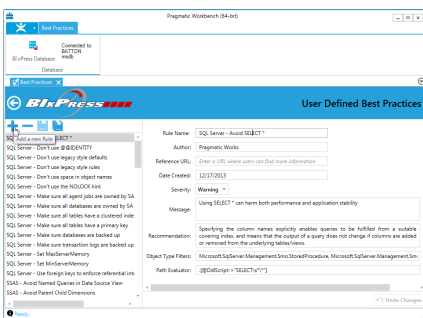 Pragmatic Workbench (64-bit)
Best Practices
BIxPress Database
Connected to:
BATTON
msdb
Database
Best Practices
BIxPress
User Defined Best Practices
Add a new Rule
SQL Server - Don't use @@IDENTITY
SQL Server - Don't use legacy style defaults
SQL Server - Don't use legacy style rules
SQL Server - Don't use space in object names
SQL Server - Don't use the NOLOCK hint
SQL Server - Make sure all agent jobs are owned by SA
SQL Server - Make sure all databases are owned by SA
SQL Server - Make sure all tables have a clustered inde
SQL Server - Make sure all tables have a primary key
SQL Server - Make sure databases are backed up
SQL Server - Make sure transaction logs are backed up
SQL Server - Set MaxServerMemory
SQL Server - Set MinServerMemory
SQL Server - Use foreign keys to enforce referential inte
SSAS - Avoid Named Queries in Data Source View
SSAS - Avoid Parent Child Dimensions
Rule Name: SQL Server - Avoid SELECT *
Author: Pragmatic Works
Reference URL: Enter a URL where users can find more information
Date Created: 12/17/2013
Severity: Warning
Message: Using SELECT * can harm both performance and application stability
Recommendation: Specifying the column names explicitly enables queries to be fulfilled from a suitable
covering index, and means that the output of a query does not change if columns are added
or removed from the underlying tables/views.
Object Type Filters: Microsoft.SqlServer.Management.Smo.StoredProcedure, Microsoft.SqlServer.Management.Sm
Path Evaluator: .[@DdlScript->"SELECT\s*\*"]
Undo Changes
Ready.